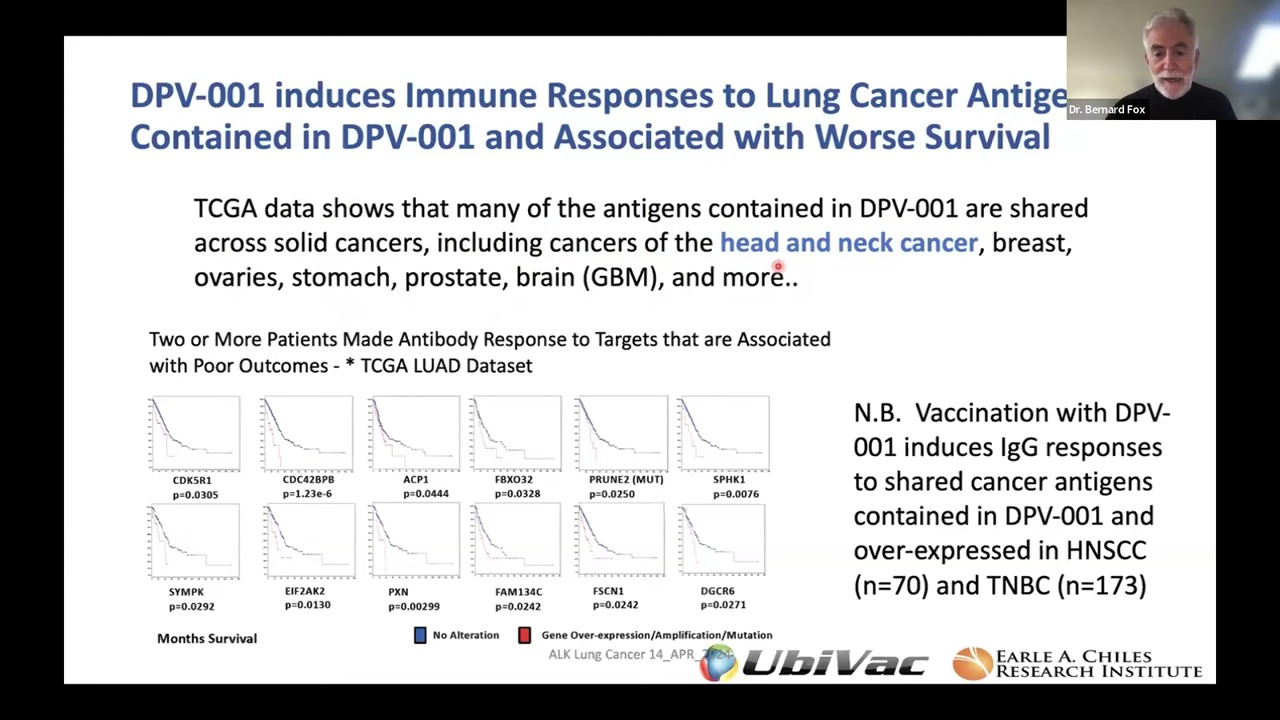 DPV-001 induces Immune Responses to Lung Cancer Antige
Contained in DPV-001 and Associated with Worse Survival
Dr. Bernard Fox
TCGA data shows that many of the antigens contained in DPV-001 are shared
across solid cancers, including cancers of the head and neck cancer, breast,
ovaries, stomach, prostate, brain (GBM), and more..
Two or More Patients Made Antibody Response to Targets that are Associated
with Poor Outcomes - * TCGA LUAD Dataset
CDK5R1
p=0.0305
CDC42BPB
p=1.23e-6
ACP1
p=0.0444
FBXO32
p=0.0328
PRUNE2 (MUT)
p=0.0250
SPHK1
p=0.0076
SYMPK
p=0.0292
EIF2AK2
p=0.0130
PXN
p=0.00299
FAM134C
p=0.0242
FSCN1
p=0.0242
DGCR6
p=0.0271
Months Survival
No Alteration
Gene Over-expression/Amplification/Mutation
N.B. Vaccination with DPV-
001 induces IgG responses
to shared cancer antigens
contained in DPV-001 and
over-expressed in HNSCC
(n=70) and TNBC (n=173)
ALK Lung Cancer 14_APR_2024
UbiVac
EARLE A. CHILES
RESEARCH INSTITUTE